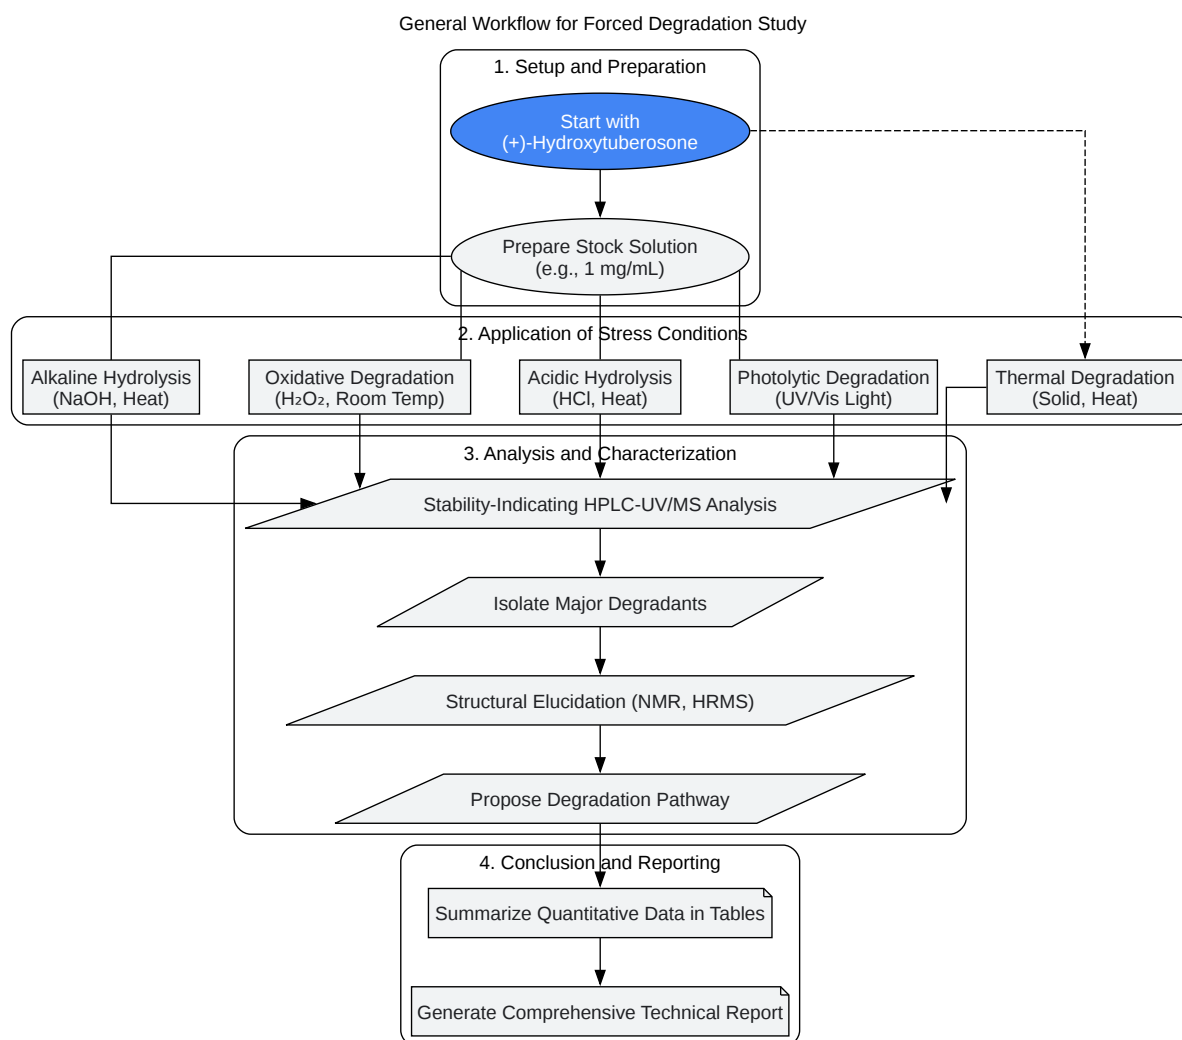 General Workflow for Forced Degradation Study
1. Setup and Preparation
Start with
(+)-Hydroxytuberosone
Prepare Stock Solution
(e.g., 1 mg/mL)
2. Application of Stress Conditions
Alkaline Hydrolysis
(NaOH, Heat)
Oxidative Degradation
(H₂O₂, Room Temp)
Acidic Hydrolysis
(HCl, Heat)
Photolytic Degradation
(UV/Vis Light)
Thermal Degradation
(Solid, Heat)
3. Analysis and Characterization
Stability-Indicating HPLC-UV/MS Analysis
Isolate Major Degradants
Structural Elucidation (NMR, HRMS)
Propose Degradation Pathway
4. Conclusion and Reporting
Summarize Quantitative Data in Tables
Generate Comprehensive Technical Report